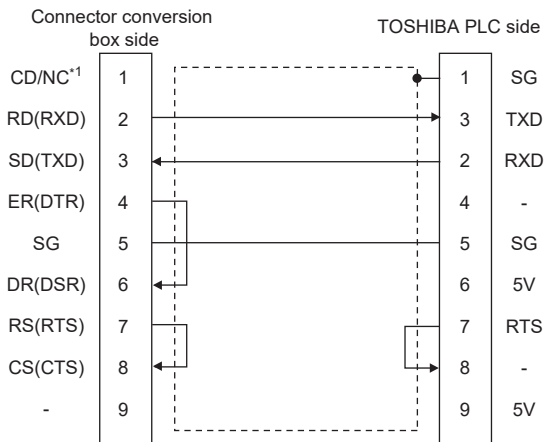 Connector conversion
box side
TOSHIBA PLC side
CD/NC*1 1 1 SG
RD(RXD) 2 3 TXD
SD(TXD) 3 2 RXD
ER(DTR) 4 4 -
SG 5 5 SG
DR(DSR) 6 6 5V
RS(RTS) 7 7 RTS
CS(CTS) 8 8 -
- 9 9 5V